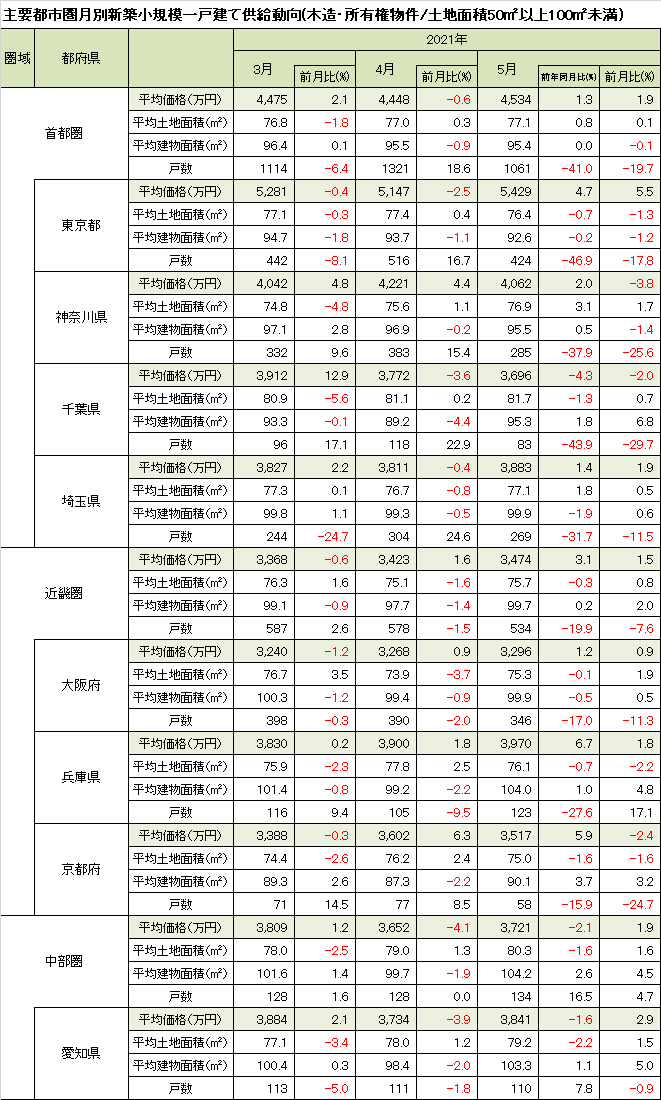 主要都市圏月別新築小規模一戸建て供給動向(木造・所有権物件/土地面積50㎡以上100㎡未満)
圏域 都府県 2021年
3月 前月比(%) 4月 前月比(%) 5月 前年同月比(%) 前月比(%)
首都圏
平均価格(万円) 4,475 2.1 4,448 -0.6 4,534 1.3 1.9
平均土地面積(㎡) 76.8 -1.8 77.0 0.3 77.1 0.8 0.1
平均建物面積(㎡) 96.4 0.1 95.5 -0.9 95.4 0.0 -0.1
戸数 1114 -6.4 1321 18.6 1061 -41.0 -19.7
東京都
平均価格(万円) 5,281 -0.4 5,147 -2.5 5,429 4.7 5.5
平均土地面積(㎡) 77.1 -0.3 77.4 0.4 76.4 -0.7 -1.3
平均建物面積(㎡) 94.7 -1.8 93.7 -1.1 92.6 -0.2 -1.2
戸数 442 -8.1 516 16.7 424 -46.9 -17.8
神奈川県
平均価格(万円) 4,042 4.8 4,221 4.4 4,062 2.0 -3.8
平均土地面積(㎡) 74.8 -4.8 75.6 1.1 76.9 3.1 1.7
平均建物面積(㎡) 97.1 2.8 96.9 -0.2 95.5 0.5 -1.4
戸数 332 9.6 383 15.4 285 -37.9 -25.6
千葉県
平均価格(万円) 3,912 12.9 3,772 -3.6 3,696 -4.3 -2.0
平均土地面積(㎡) 80.9 -5.6 81.1 0.2 81.7 -1.3 0.7
平均建物面積(㎡) 93.3 -0.1 89.2 -4.4 95.3 1.8 6.8
戸数 96 17.1 118 22.9 83 -43.9 -29.7
埼玉県
平均価格(万円) 3,827 2.2 3,811 -0.4 3,883 1.4 1.9
平均土地面積(㎡) 77.3 0.1 76.7 -0.8 77.1 1.8 0.5
平均建物面積(㎡) 99.8 1.1 99.3 -0.5 99.9 -1.9 0.6
戸数 244 -24.7 304 24.6 269 -31.7 -11.5
近畿圏
平均価格(万円) 3,368 -0.6 3,423 1.6 3,474 3.1 1.5
平均土地面積(㎡) 76.3 1.6 75.1 -1.6 75.7 -0.3 0.8
平均建物面積(㎡) 99.1 -0.9 97.7 -1.4 99.7 0.2 2.0
戸数 587 2.6 578 -1.5 534 -19.9 -7.6
大阪府
平均価格(万円) 3,240 -1.2 3,268 0.9 3,296 1.2 0.9
平均土地面積(㎡) 76.7 3.5 73.9 -3.7 75.3 -0.1 1.9
平均建物面積(㎡) 100.3 -1.2 99.4 -0.9 99.9 -0.5 0.5
戸数 398 -0.3 390 -2.0 346 -17.0 -11.3
兵庫県
平均価格(万円) 3,830 0.2 3,900 1.8 3,970 6.7 1.8
平均土地面積(㎡) 75.9 -2.3 77.8 2.5 76.1 -0.7 -2.2
平均建物面積(㎡) 101.4 -0.8 99.2 -2.2 104.0 1.0 4.8
戸数 116 9.4 105 -9.5 123 -27.6 17.1
京都府
平均価格(万円) 3,388 -0.3 3,602 6.3 3,517 5.9 -2.4
平均土地面積(㎡) 74.4 -2.6 76.2 2.4 75.0 -1.6 -1.6
平均建物面積(㎡) 89.3 2.6 87.3 -2.2 90.1 3.7 3.2
戸数 71 14.5 77 8.5 58 -15.9 -24.7
中部圏
平均価格(万円) 3,809 1.2 3,652 -4.1 3,721 -2.1 1.9
平均土地面積(㎡) 78.0 -2.5 79.0 1.3 80.3 -1.6 1.6
平均建物面積(㎡) 101.6 1.4 99.7 -1.9 104.2 2.6 4.5
戸数 128 1.6 128 0.0 134 16.5 4.7
愛知県
平均価格(万円) 3,884 2.1 3,734 -3.9 3,841 -1.6 2.9
平均土地面積(㎡) 77.1 -3.4 78.0 1.2 79.2 -2.2 1.5
平均建物面積(㎡) 100.4 0.3 98.4 -2.0 103.3 1.1 5.0
戸数 113 -5.0 111 -1.8 110 7.8 -0.9